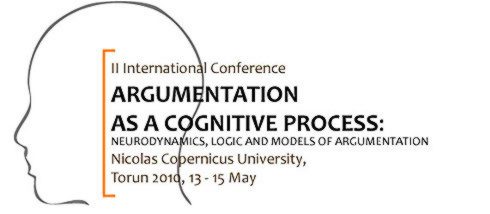 II International Conference
ARGUMENTATION
AS A COGNITIVE PROCESS:
NEURODYNAMICS, LOGIC AND MODELS OF ARGUMENTATION
Nicolas Copernicus University,
Torun 2010, 13 - 15 May